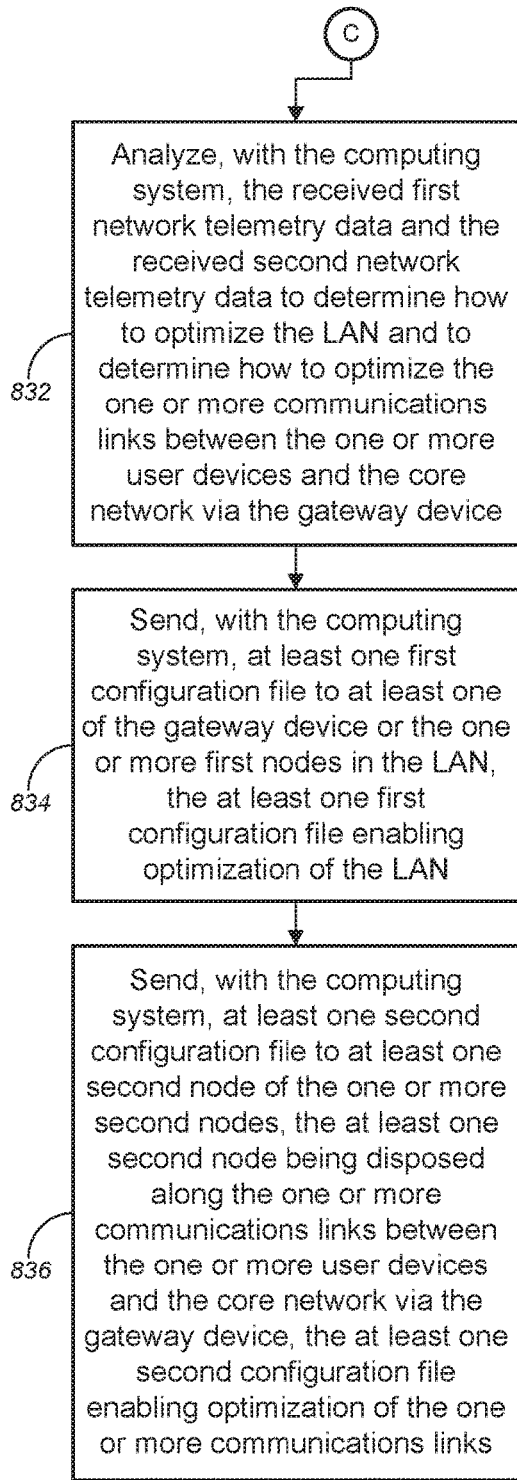 C
Analyze, with the computing
system, the received first
network telemetry data and the
received second network
telemetry data to determine how
to optimize the LAN and to
determine how to optimize the
one or more communications
links between the one or more
user devices and the core
network via the gateway device
832
Send, with the computing
system, at least one first
configuration file to at least one
of the gateway device or the one
or more first nodes in the LAN,
the at least one first
configuration file enabling
optimization of the LAN
834
Send, with the computing
system, at least one second
configuration file to at least one
second node of the one or more
second nodes, the at least one
second node being disposed
along the one or more
communications links between
the one or more user devices
and the core network via the
gateway device, the at least one
second configuration file
enabling optimization of the one
or more communications links
836